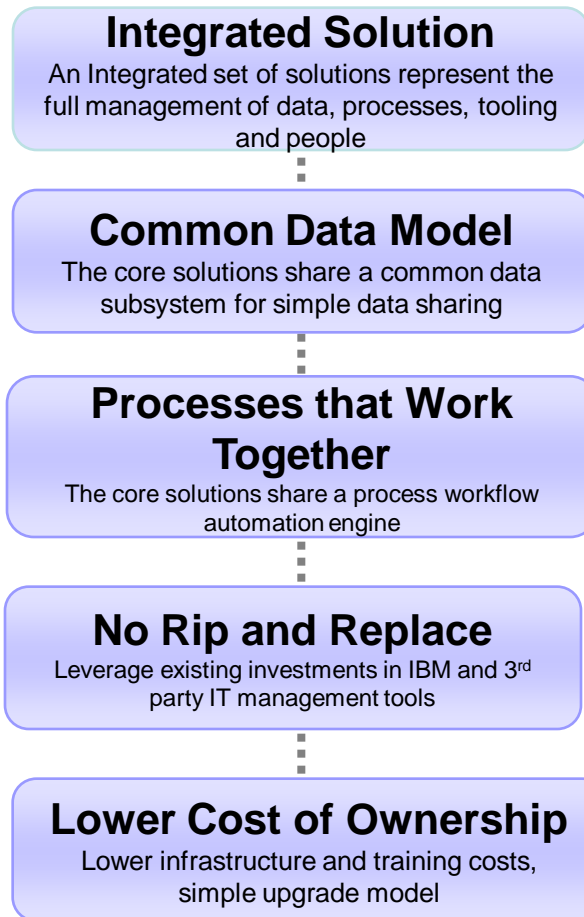 Integrated Solution
An Integrated set of solutions represent the
full management of data, processes, tooling
and people
Common Data Model
The core solutions share a common data
subsystem for simple data sharing
Processes that Work
Together
The core solutions share a process workflow
automation engine
No Rip and Replace
Leverage existing investments in IBM and 3rd
party IT management tools
Lower Cost of Ownership
Lower infrastructure and training costs,
simple upgrade model